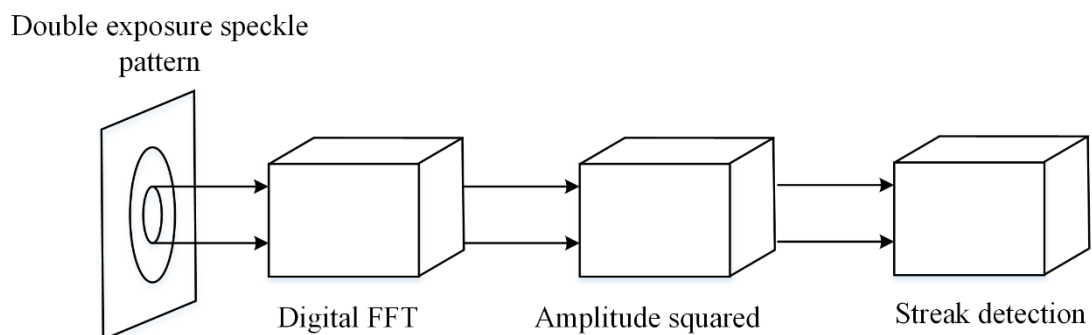 Double exposure speckle
pattern
Digital FFT
Amplitude squared
Streak detection